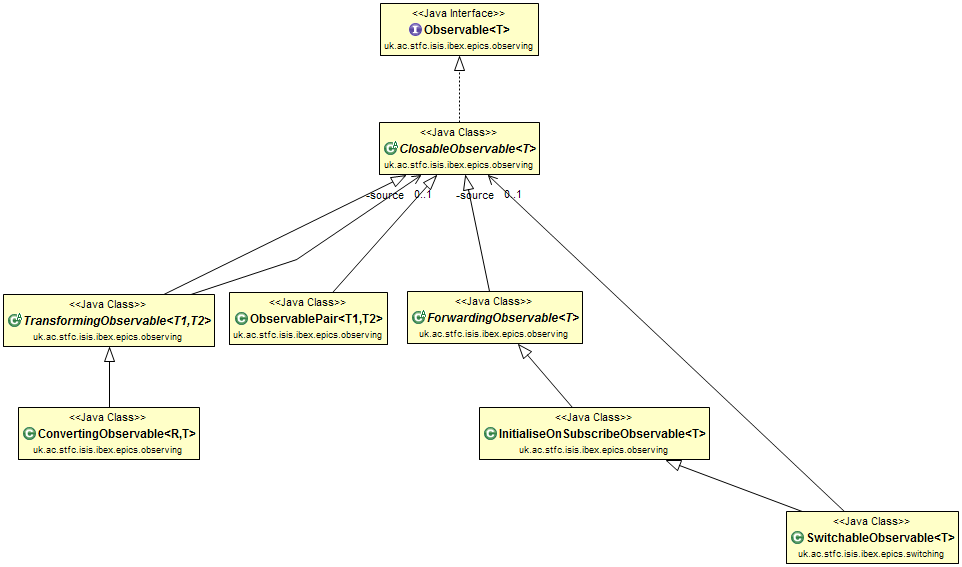 <<Java Interface>>
Observable<T>
uk.ac.stfc.isis.ibex.epics.observing
<<Java Class>>
ClosableObservable<T>
uk.ac.stfc.isis.ibex.epics.observing
-source 0..1
-source 0..1
<<Java Class>>
TransformingObservable<T1,T2>
uk.ac.stfc.isis.ibex.epics.observing
<<Java Class>>
ObservablePair<T1,T2>
uk.ac.stfc.isis.ibex.epics.observing
<<Java Class>>
ForwardingObservable<T>
uk.ac.stfc.isis.ibex.epics.observing
<<Java Class>>
ConvertingObservable<R,T>
uk.ac.stfc.isis.ibex.epics.observing
<<Java Class>>
InitialiseOnSubscribeObservable<T>
uk.ac.stfc.isis.ibex.epics.observing
<<Java Class>>
SwitchableObservable<T>
uk.ac.stfc.isis.ibex.epics.switching